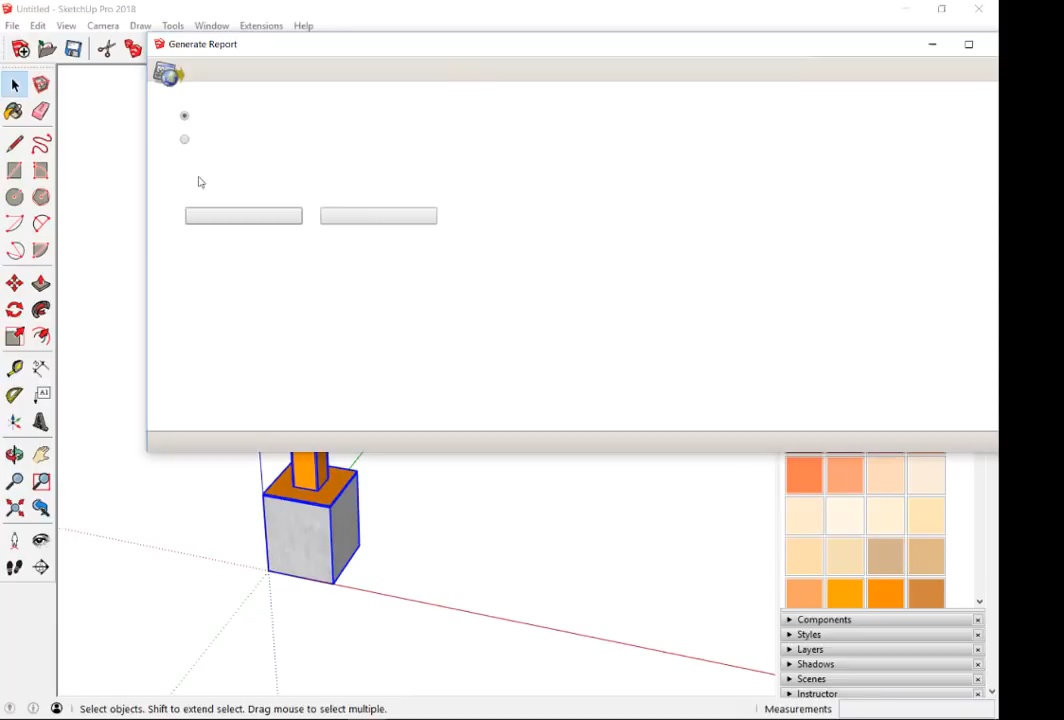 Untitled - SketchUp Pro 2018
File Edit View Camera Draw Tools Window Extensions Help
Generate Report
A1
Components
Styles
Layers
Shadows
Scenes
Instructor
Select objects. Shift to extend select. Drag mouse to select multiple.
Measurements